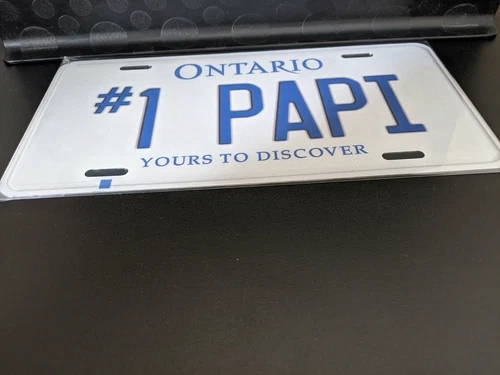 ONTARIO
#1 PAPI
YOURS TO DISCOVER